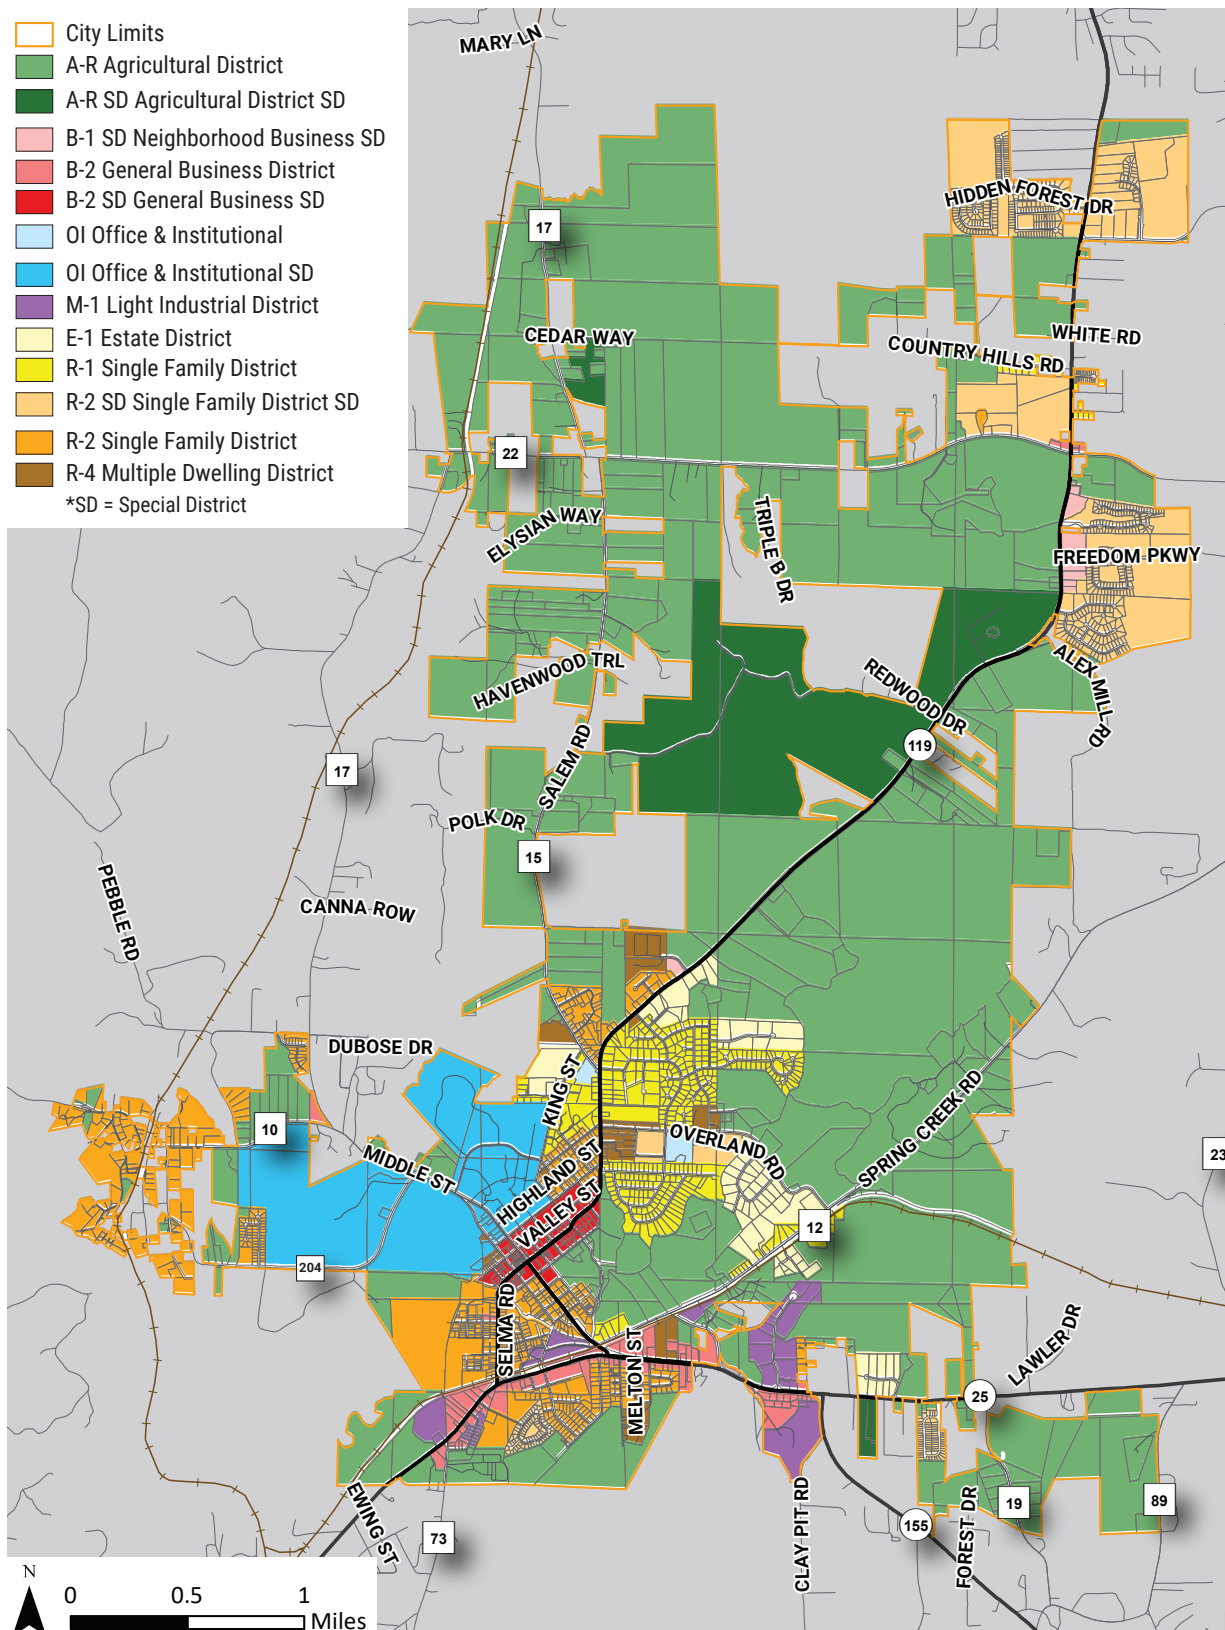 City Limits
A-R Agricultural District
A-R SD Agricultural District SD
B-1 SD Neighborhood Business SD
B-2 General Business District
B-2 SD General Business SD
OI Office & Institutional
OI Office & Institutional SD
M-1 Light Industrial District
E-1 Estate District
R-1 Single Family District
R-2 SD Single Family District SD
R-2 Single Family District
R-4 Multiple Dwelling District
*SD = Special District
MARY LN
HIDDEN FOREST DR
17
CEDAR WAY
WHITE RD
COUNTRY HILLS RD
22
ELYSIAN WAY
TRIPLE B DR
FREEDOM PKWY
HAVENWOOD TRL
ALEX MILL RD
REDWOOD DR
119
17
SALEM RD
POLK DR
15
PEBBLE RD
CANNA ROW
DUBOSE DR
KING ST
10
OVERLAND RD
SPRING CREEK RD
23
MIDDLE ST
HIGHLAND ST
VALLEY ST
12
204
SELMA RD
MELTON ST
LAWLER DR
25
EWING ST
CLAY PIT RD
FOREST DR
19
89
155
73
N
0 0.5 1
Miles